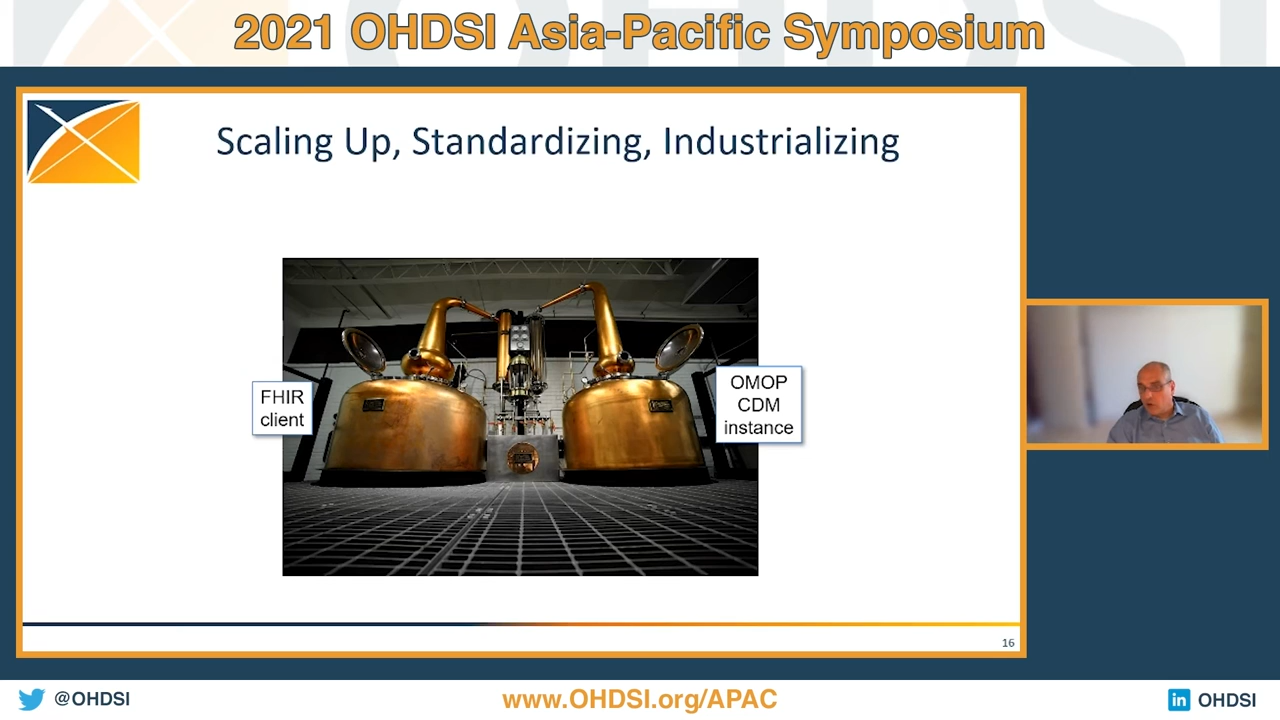 2021 OHDSI Asia-Pacific Symposium
Scaling Up, Standardizing, Industrializing
FHIR
client
OMOP
CDM
instance
16
@OHDSI
www.OHDSI.org/APAC
in OHDSI